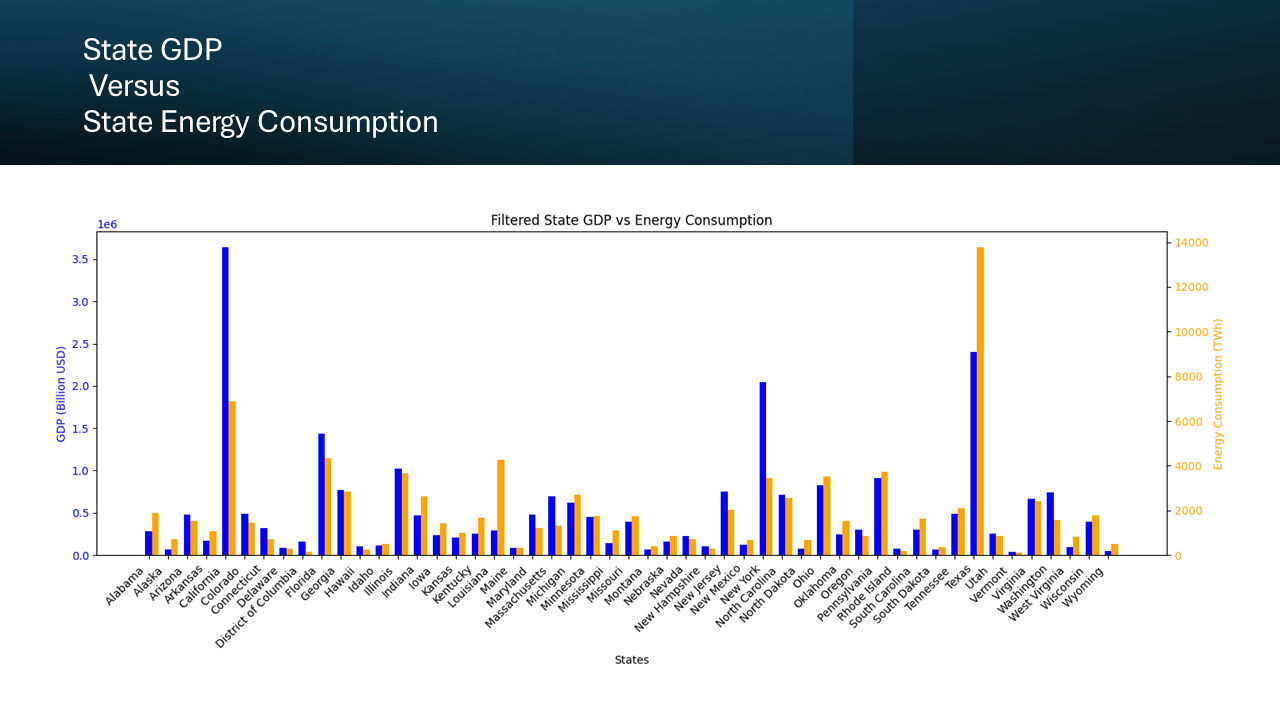 State GDP
Versus
State Energy Consumption
Filtered State GDP vs Energy Consumption
1e6
3.5
3.0
2.5
2.0
1.5
1.0
0.5
0.0
GDP (Billion USD)
14000
12000
10000
8000
6000
4000
2000
0
Energy Consumption (TWh)
Alabama
Alaska
Arizona
Arkansas
California
Colorado
Connecticut
Delaware
District of Columbia
Florida
Georgia
Hawaii
Idaho
Illinois
Indiana
Iowa
Kansas
Kentucky
Louisiana
Maine
Maryland
Massachusetts
Michigan
Minnesota
Mississippi
Missouri
Montana
Nebraska
Nevada
New Hampshire
New Jersey
New Mexico
New York
North Carolina
North Dakota
Ohio
Oklahoma
Oregon
Pennsylvania
Rhode Island
South Carolina
South Dakota
Tennessee
Texas
Utah
Vermont
Virginia
Washington
West Virginia
Wisconsin
Wyoming
States